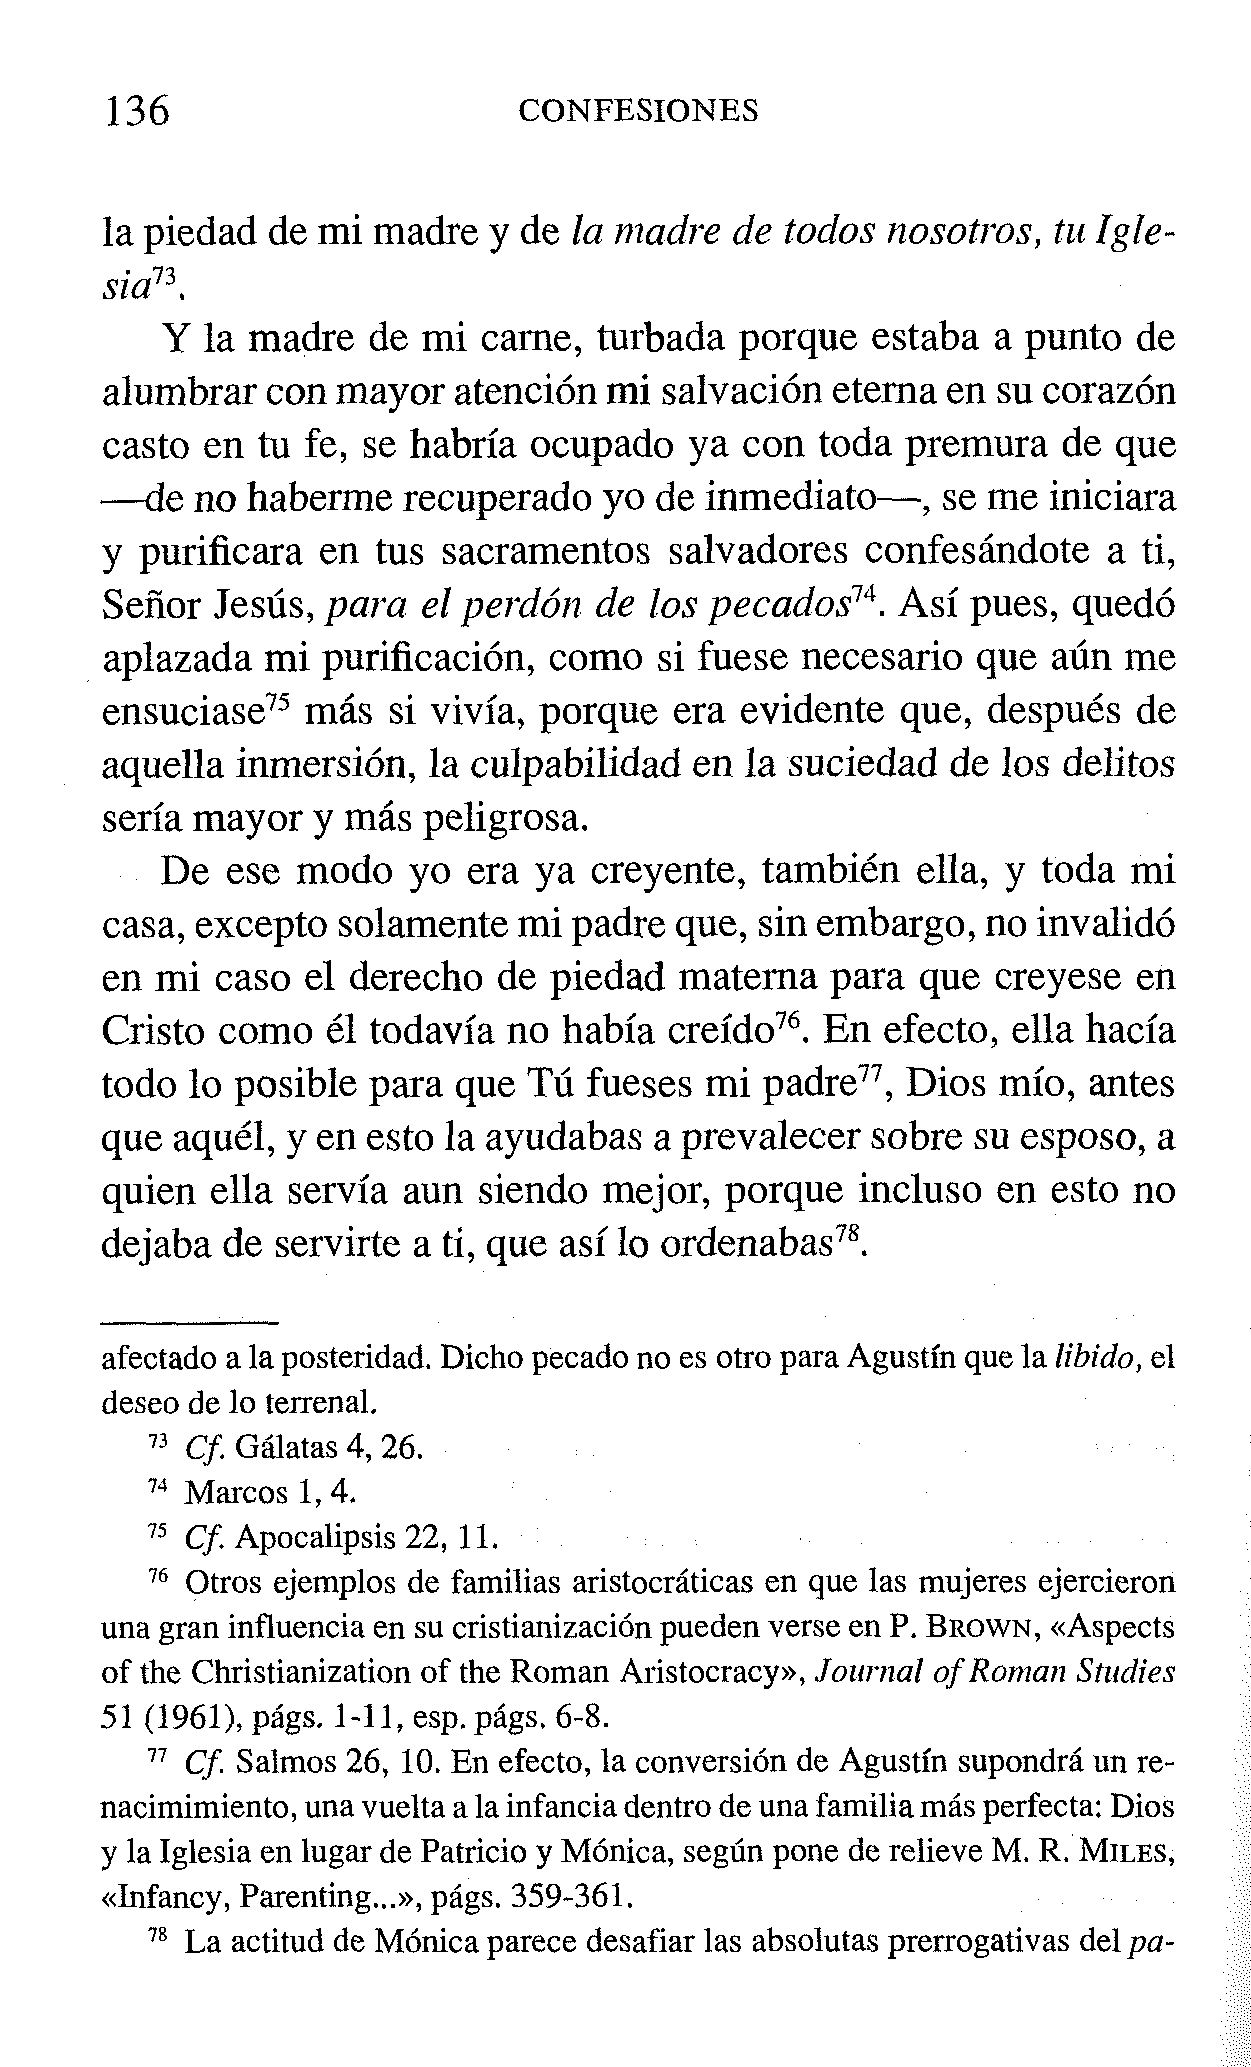 136 CONFESIONES
la piedad de mi madre y de la madre de todos nosotros, tu Igle-
sia⁷³.
Y la madre de mi carne, turbada porque estaba a punto de
alumbrar con mayor atención mi salvación eterna en su corazón
casto en tu fe, se habría ocupado ya con toda premura de que
—de no haberme recuperado yo de inmediato—, se me iniciara
y purificara en tus sacramentos salvadores confesándote a ti,
Señor Jesús, para el perdón de los pecados⁷⁴. Así pues, quedó
aplazada mi purificación, como si fuese necesario que aún me
ensuciase⁷⁵ más si vivía, porque era evidente que, después de
aquella inmersión, la culpabilidad en la suciedad de los delitos
sería mayor y más peligrosa.
De ese modo yo era ya creyente, también ella, y toda mi
casa, excepto solamente mi padre que, sin embargo, no invalidó
en mi caso el derecho de piedad materna para que creyese en
Cristo como él todavía no había creído⁷⁶. En efecto, ella hacía
todo lo posible para que Tú fueses mi padre⁷⁷, Dios mío, antes
que aquél, y en esto la ayudabas a prevalecer sobre su esposo, a
quien ella servía aun siendo mejor, porque incluso en esto no
dejaba de servirte a ti, que así lo ordenabas⁷⁸.
afectado a la posteridad. Dicho pecado no es otro para Agustín que la libido, el
deseo de lo terrenal.
⁷³ Cf. Gálatas 4, 26.
⁷⁴ Marcos 1, 4.
⁷⁵ Cf. Apocalipsis 22, 11.
⁷⁶ Otros ejemplos de familias aristocráticas en que las mujeres ejercieron
una gran influencia en su cristianización pueden verse en P. BROWN, «Aspects
of the Christianization of the Roman Aristocracy», Journal of Roman Studies
51 (1961), págs. 1-11, esp. págs. 6-8.
⁷⁷ Cf. Salmos 26, 10. En efecto, la conversión de Agustín supondrá un re-
nacimimiento, una vuelta a la infancia dentro de una familia más perfecta: Dios
y la Iglesia en lugar de Patricio y Mónica, según pone de relieve M. R. MILES,
«Infancy, Parenting...», págs. 359-361.
⁷⁸ La actitud de Mónica parece desafiar las absolutas prerrogativas del pa-